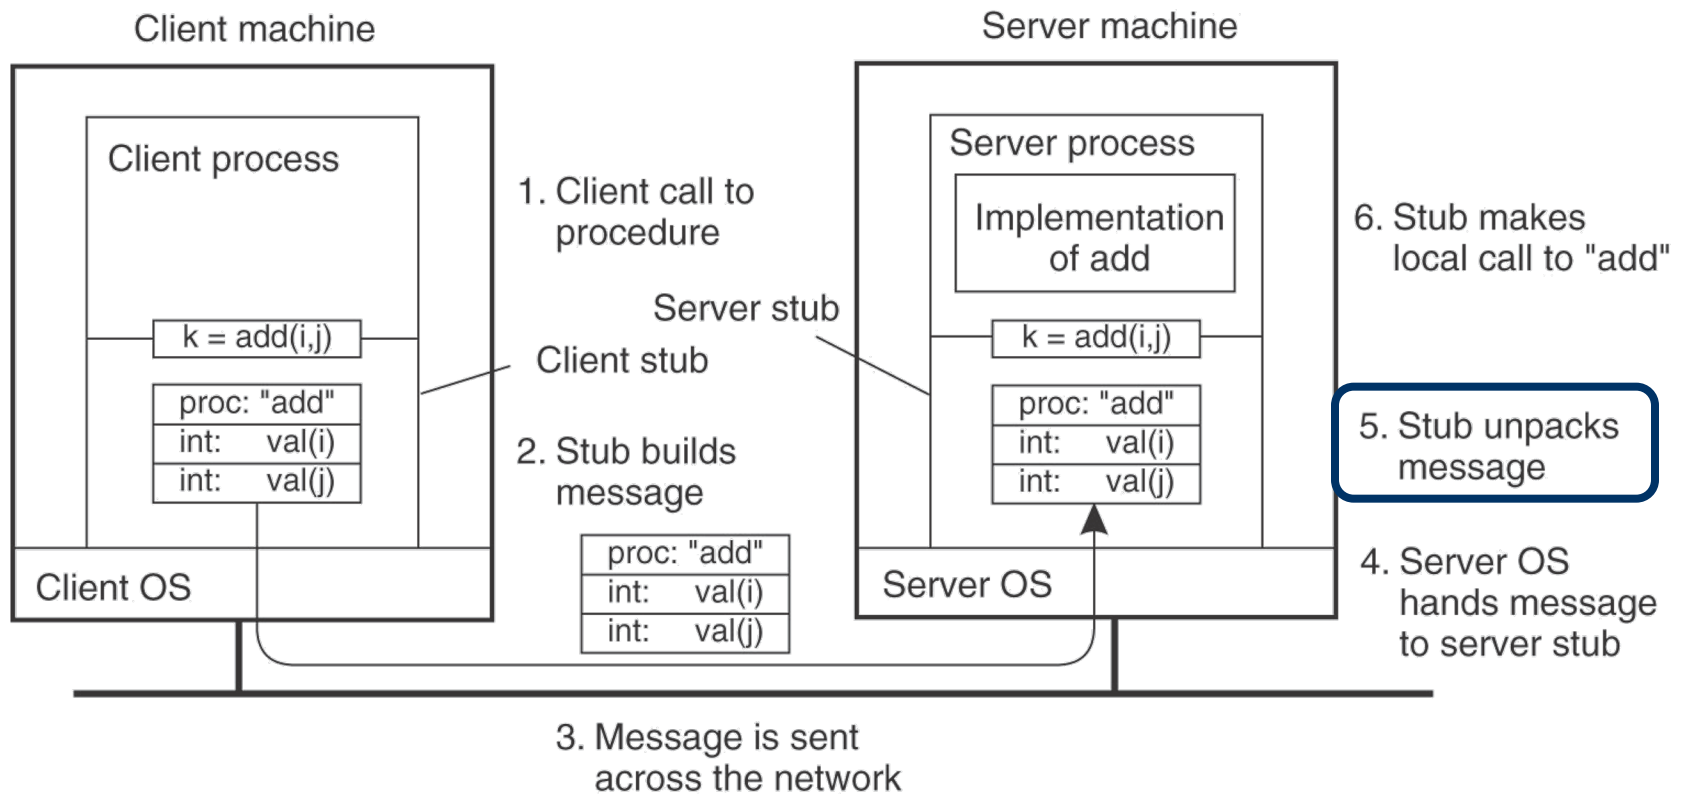 Client machine
Client process
k = add(i,j)
proc: "add"
int: val(i)
int: val(j)
Client OS
1. Client call to
procedure
Client stub
2. Stub builds
message
proc: "add"
int: val(i)
int: val(j)
3. Message is sent
across the network
Server machine
Server process
Implementation
of add
Server stub
k = add(i,j)
proc: "add"
int: val(i)
int: val(j)
Server OS
6. Stub makes
local call to "add"
5. Stub unpacks
message
4. Server OS
hands message
to server stub